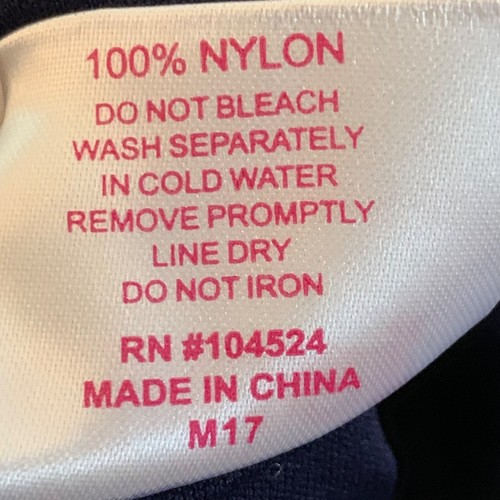 100% NYLON
DO NOT BLEACH
WASH SEPARATELY
IN COLD WATER
REMOVE PROMPTLY
LINE DRY
DO NOT IRON
RN #104524
MADE IN CHINA
M17